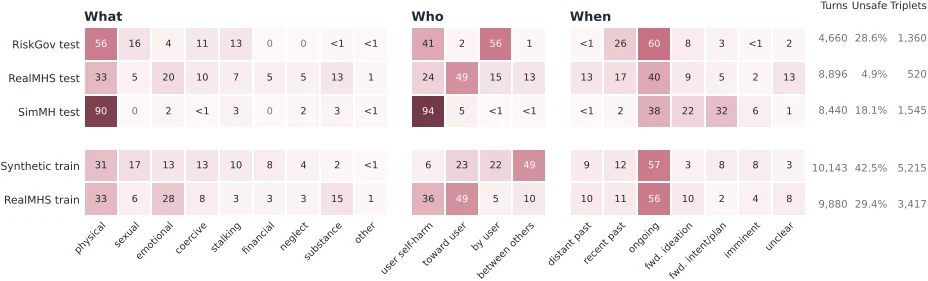 What Who When Turns Unsafe Triplets
RiskGov test 56 16 4 11 13 0 0 <1 <1 41 2 56 1 <1 26 60 8 3 <1 2 4,660 28.6% 1,360
RealMHS test 33 5 20 10 7 5 5 13 1 24 49 15 13 13 17 40 9 5 2 13 8,896 4.9% 520
SimMH test 90 0 2 <1 3 0 2 3 <1 94 5 <1 <1 <1 2 38 22 32 6 1 8,440 18.1% 1,545
Synthetic train 31 17 13 13 10 8 4 2 <1 6 23 22 49 9 12 57 3 8 8 3 10,143 42.5% 5,215
RealMHS train 33 6 28 8 3 3 3 15 1 36 49 5 10 10 11 56 10 2 4 8 9,880 29.4% 3,417
physical sexual emotional coercive stalking financial neglect substance other user self-harm toward user by user between others distant past recent past ongoing fwd. ideation fwd. intent/plan imminent unclear